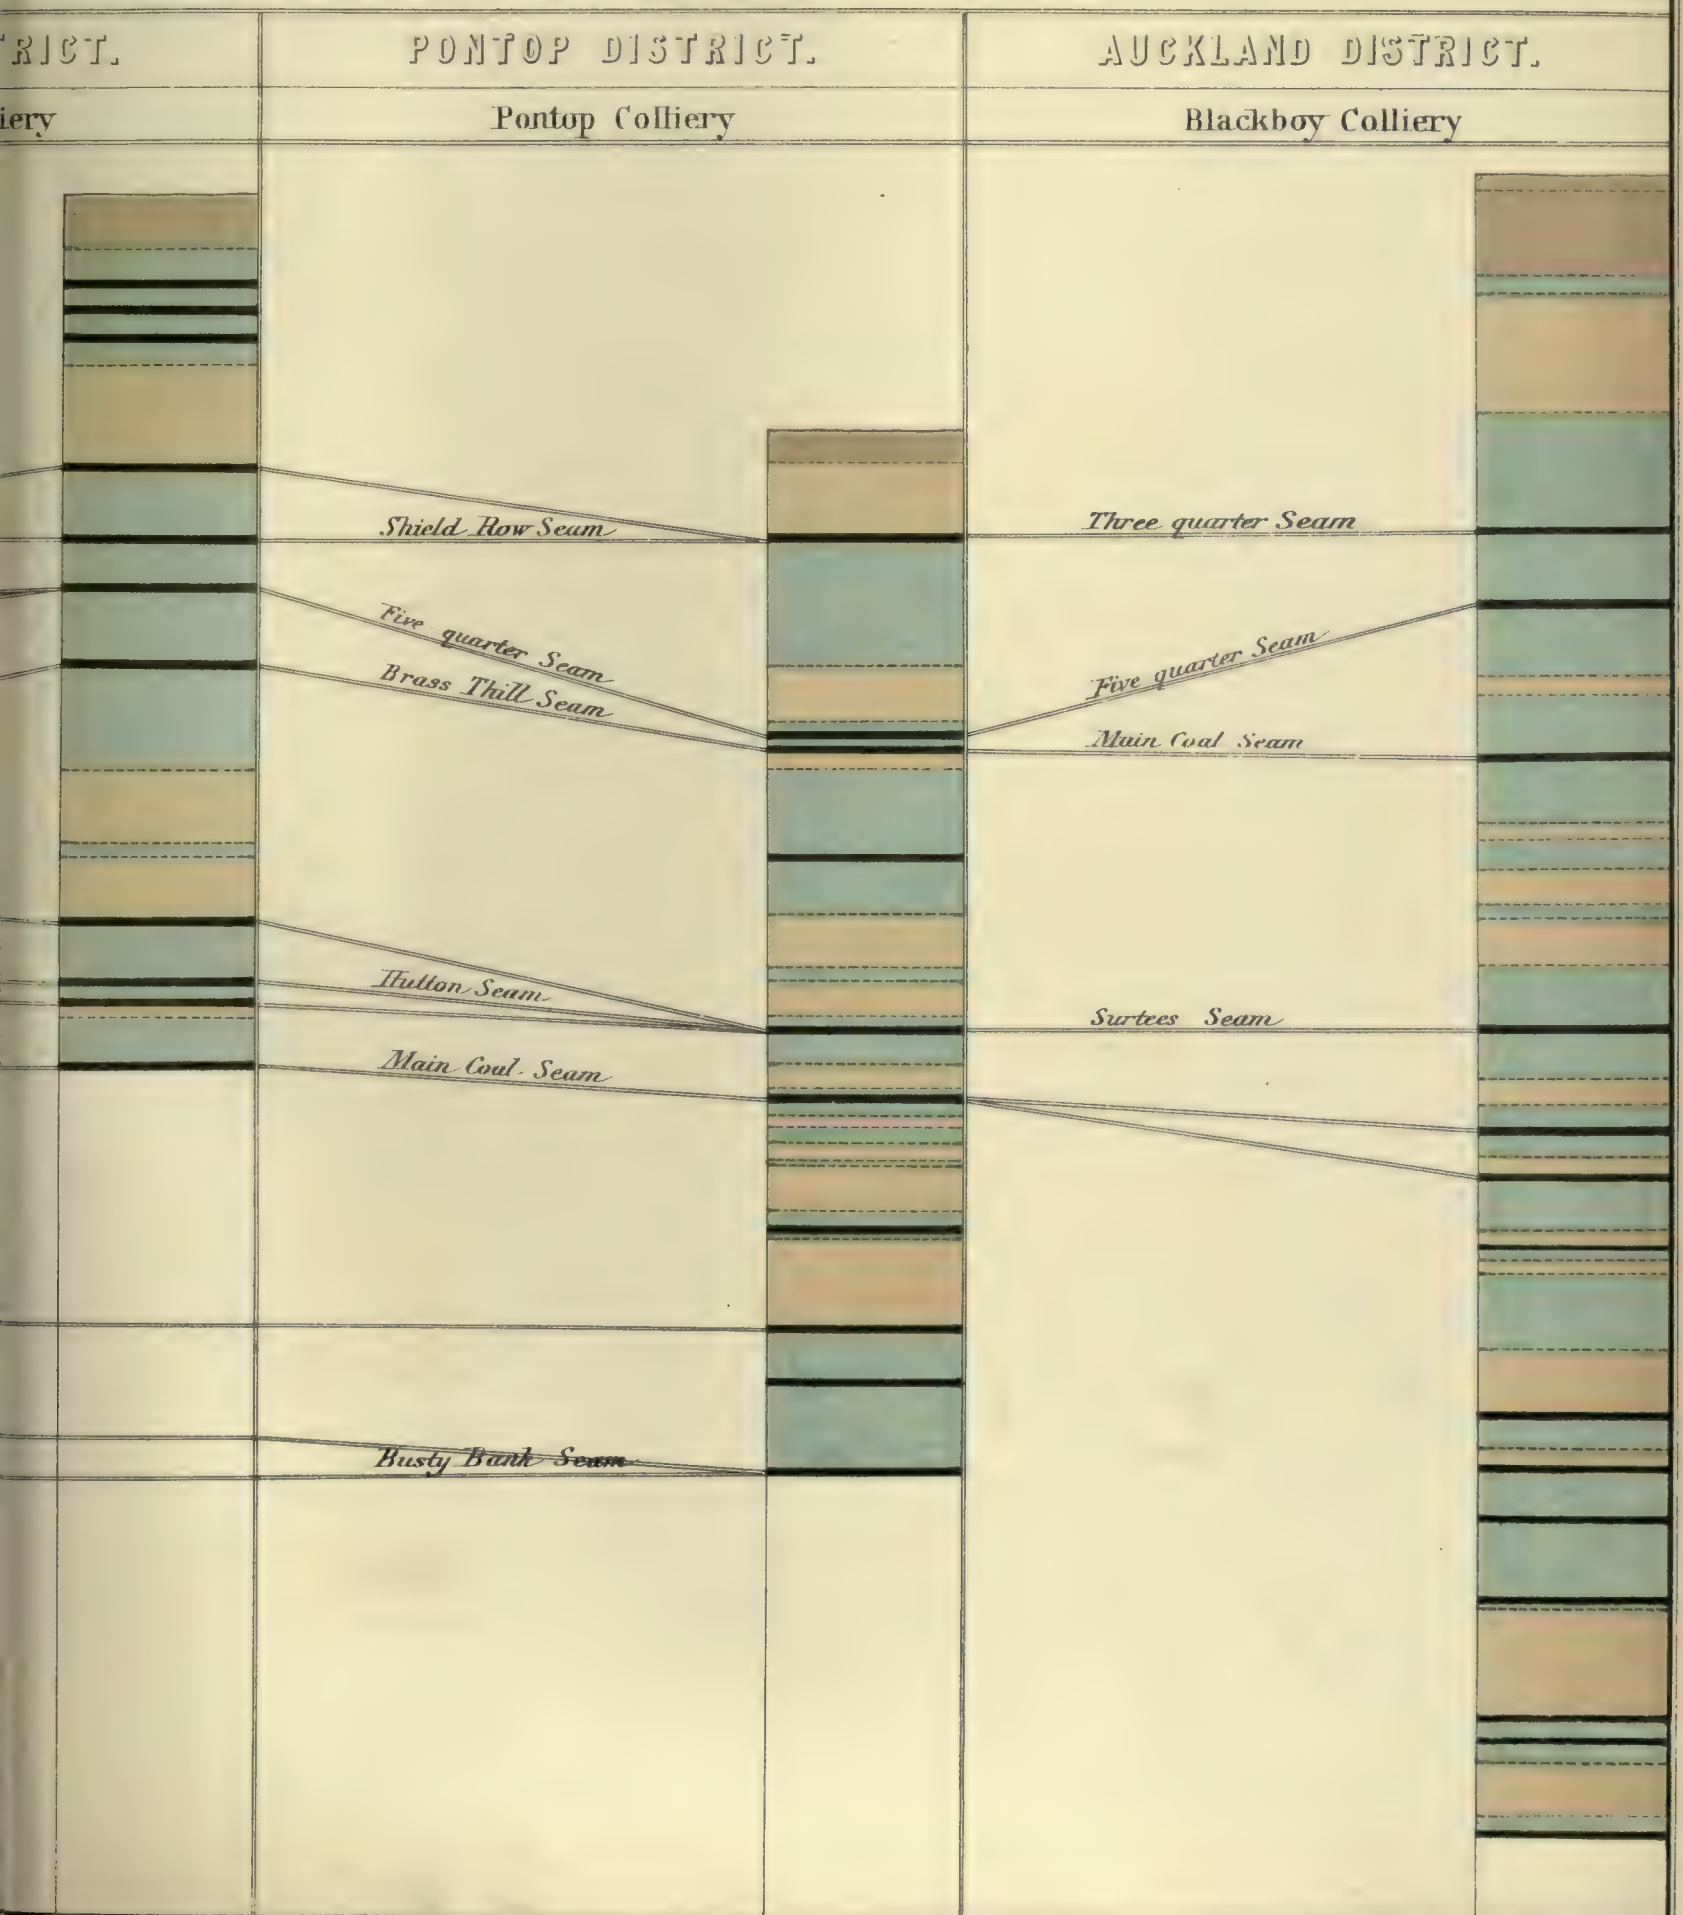 TRICT.
PONTOP DISTRICT.
AUCKLAND DISTRICT.
iery
Pontop Colliery
Blackboy Colliery
Shield Row Seam
Five quarter Seam
Brass Thill Seam
Hutton Seam
Main Coal Seam
Busty Bank Seam
Three quarter Seam
Five quarter Seam
Main Coal Seam
Surtees Seam